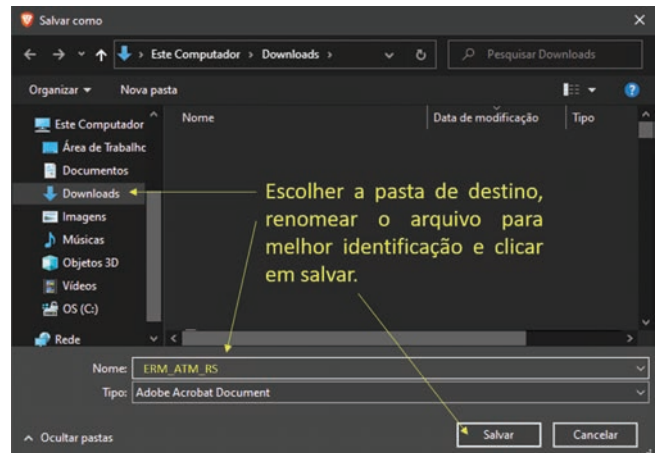 Salvar como
Este Computador > Downloads >
Pesquisar Downloads
Organizar
Nova pasta
Nome
Data de modificação
Tipo
Este Computador
Área de Trabalhc
Documentos
Downloads
Imagens
Músicas
Objetos 3D
Vídeos
OS (C:)
Rede
Escolher a pasta de destino,
renomear o arquivo para
melhor identificação e clicar
em salvar.
Nome: ERM_ATM_RS
Tipo: Adobe Acrobat Document
Ocultar pastas
Salvar
Cancelar